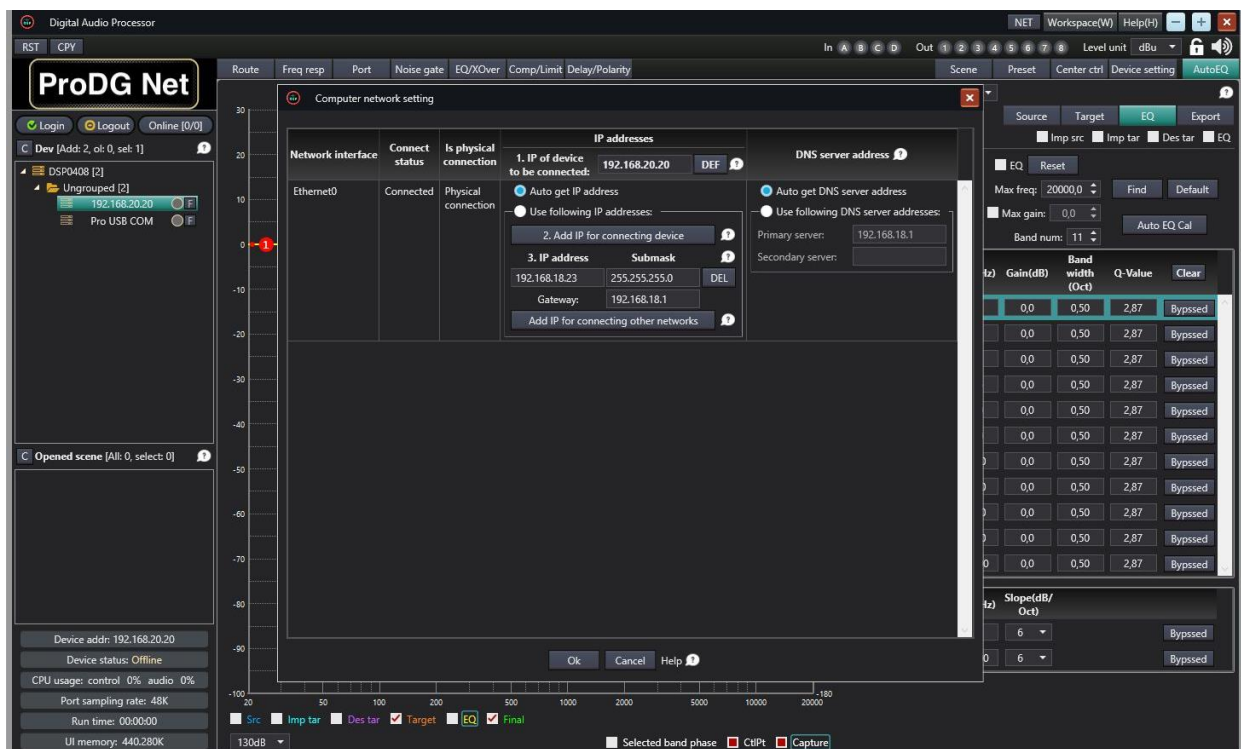 Digital Audio Processor
NET Workspace(W) Help(H)
RST CPY
In A B C D Out 1 2 3 4 5 6 7 8 Level unit dBu
ProDG Net
Route Freq resp Port Noise gate EQ/XOver Comp/Limit Delay/Polarity Scene Preset Center ctrl Device setting AutoEQ
Login Logout Online [0/0]
C Dev [Add: 2, ol: 0, sel: 1]
DSP0408 [2]
Ungrouped [2]
192.168.20.20 F
Pro USB COM F
C Opened scene [All: 0, select: 0]
Device addr: 192.168.20.20
Device status: Offline
CPU usage: control 0% audio 0%
Port sampling rate: 48K
Run time: 00:00:00
UI memory: 440.280K
30
20
10
0 1
-10
-20
-30
-40
-50
-60
-70
-80
-90
-100
-180
20 50 100 200 500 1000 2000 5000 10000 20000
Src Imp tar Des tar Target EQ Final
130dB Selected band phase CtlPt Capture
Computer network setting
Network interface
Connect status
Is physical connection
IP addresses
1. IP of device to be connected: 192.168.20.20 DEF
DNS server address
Ethernet0
Connected
Physical connection
Auto get IP address
Use following IP addresses:
2. Add IP for connecting device
3. IP address Submask
192.168.18.23 255.255.255.0 DEL
Gateway: 192.168.18.1
Add IP for connecting other networks
Auto get DNS server address
Use following DNS server addresses:
Primary server: 192.168.18.1
Secondary server:
Ok Cancel Help
Source Target EQ Export
Imp src Imp tar Des tar EQ
EQ Reset
Max freq: 20000,0 Find Default
Max gain: 0,0
Auto EQ Cal
Band num: 11
Hz) Gain(dB) Band width (Oct) Q-Value Clear
0,0 0,50 2,87 Bypssed
0,0 0,50 2,87 Bypssed
0,0 0,50 2,87 Bypssed
0,0 0,50 2,87 Bypssed
0,0 0,50 2,87 Bypssed
0,0 0,50 2,87 Bypssed
0,0 0,50 2,87 Bypssed
0,0 0,50 2,87 Bypssed
0,0 0,50 2,87 Bypssed
0,0 0,50 2,87 Bypssed
0 0,0 0,50 2,87 Bypssed
Hz) Slope(dB/Oct)
6 Bypssed
0 6 Bypssed